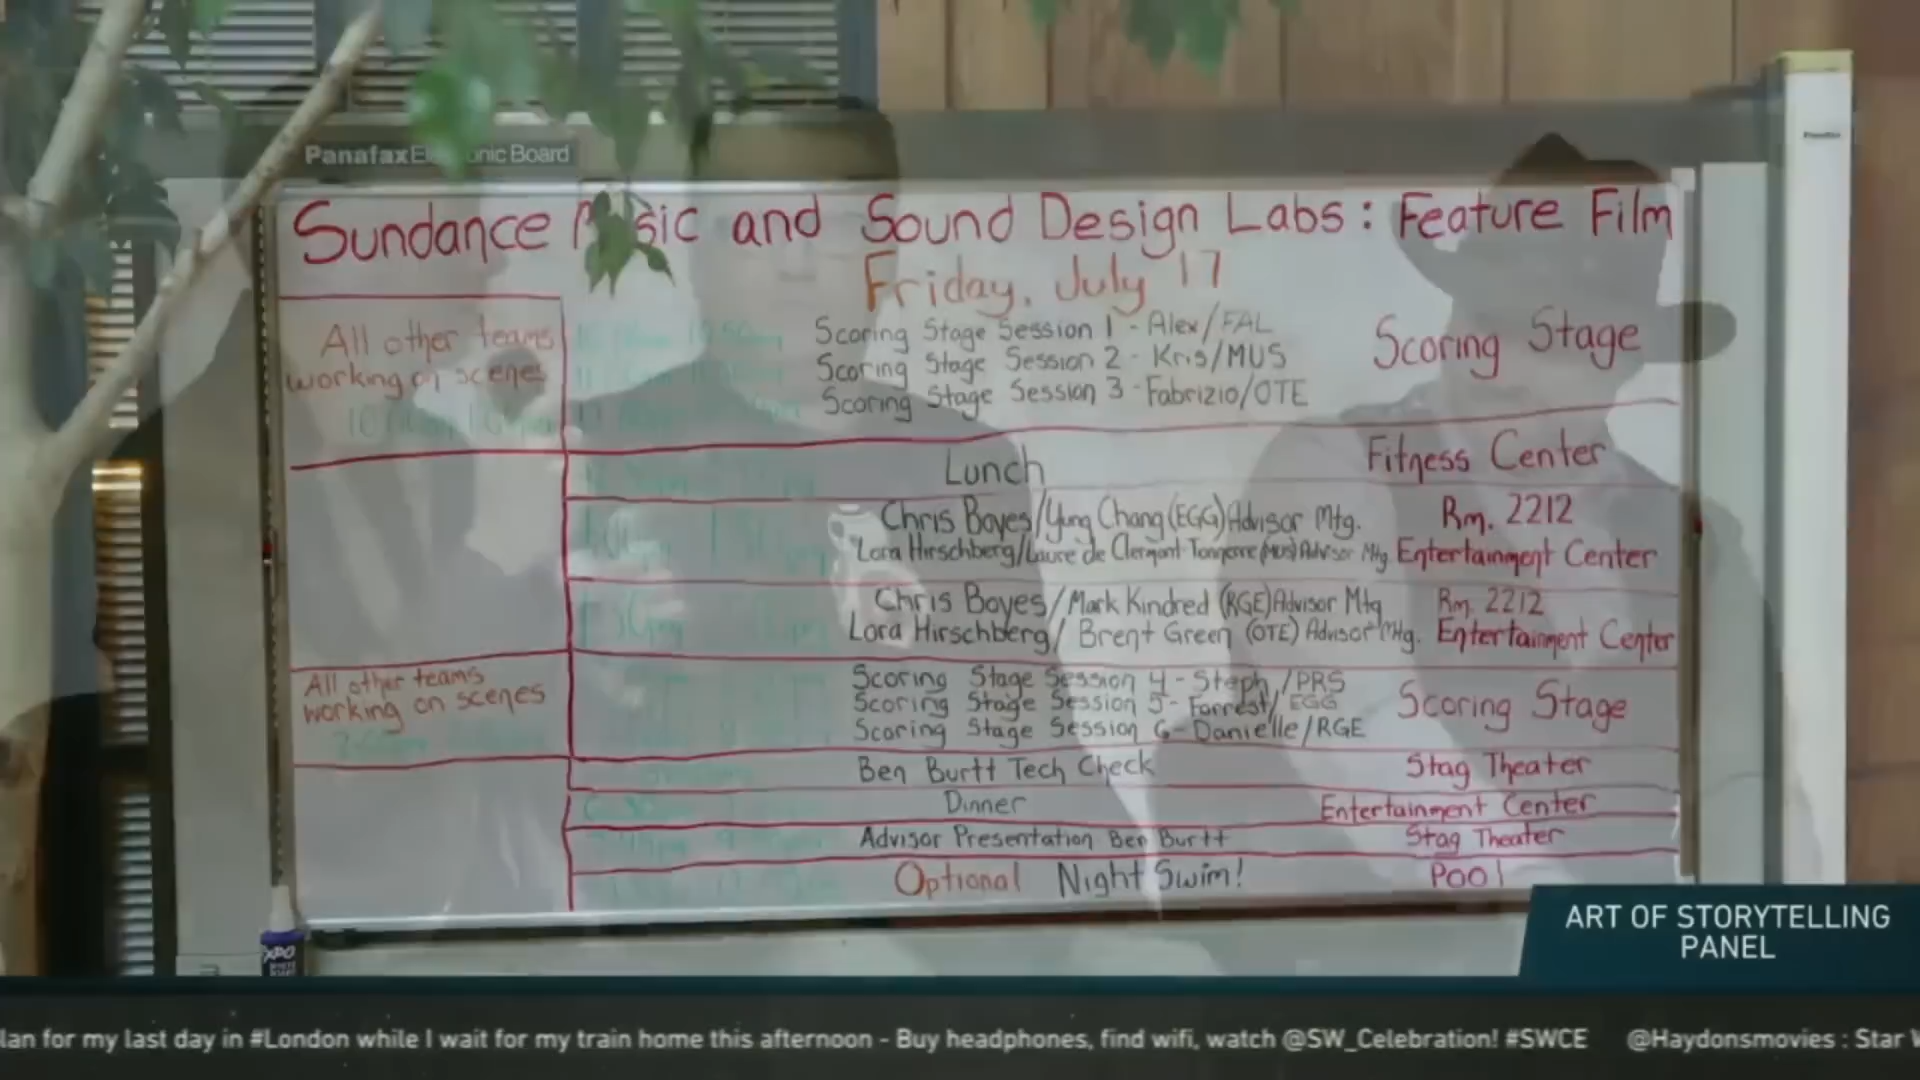 Panafax
Sundance and Sound Design Labs: Feature Film
Friday, July 17
All other teams
working on scenes
Scoring Stage Session 1 - Alex/FAL
Scoring Stage Session 2 - Kris/MUS
Scoring Stage Session 3 - Fabrizio/OTE
Scoring Stage
Lunch
Fitness Center
Chris Boyes/Yung Chang (EGG) Advisor Mtg.
Rm. 2212
Lora Hirschberg/Laure de Clermont Tonnerre (MUS) Advisor Mtg.
Entertainment Center
Chris Boyes/Mark Kindred (RGE) Advisor Mtg
Rm. 2212
Lora Hirschberg/ Brent Green (OTE) Advisor Mtg.
Entertainment Center
All other teams
working on scenes
Scoring Stage Session 4 - Steph/PRS
Scoring Stage Session 5 - Forrest/EGG
Scoring Stage Session 6 - Danielle/RGE
Scoring Stage
Ben Burtt Tech Check
Stag Theater
Dinner
Entertainment Center
Advisor Presentation Ben Burtt
Stag Theater
Optional Night Swim!
Pool
ART OF STORYTELLING
PANEL
lan for my last day in #London while I wait for my train home this afternoon - Buy headphones, find wifi, watch @SW_Celebration! #SWCE @Haydonsmovies : Star W